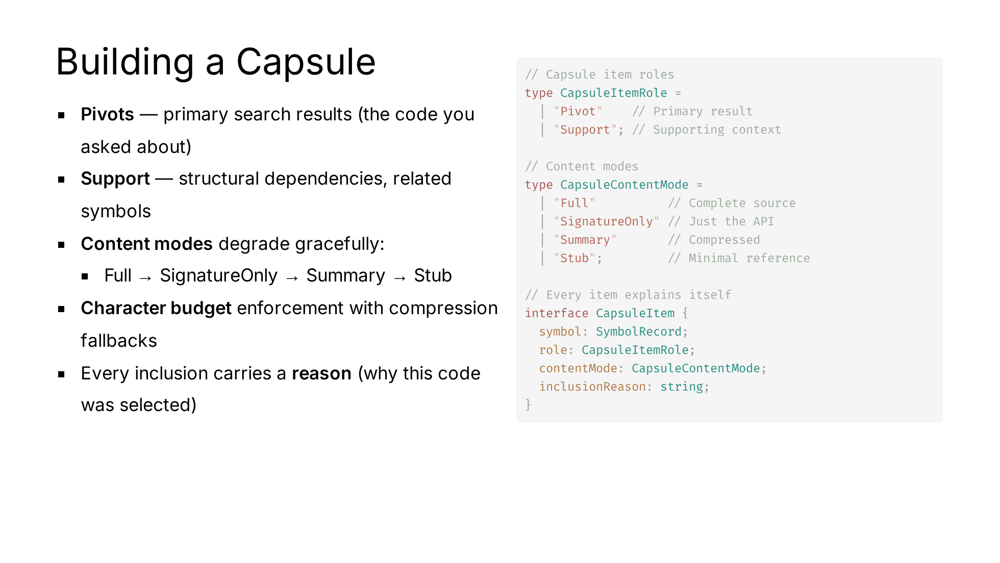 Building a Capsule
▪ Pivots — primary search results (the code you
asked about)
▪ Support — structural dependencies, related
symbols
▪ Content modes degrade gracefully:
▪ Full → SignatureOnly → Summary → Stub
▪ Character budget enforcement with compression
fallbacks
▪ Every inclusion carries a reason (why this code
was selected)
// Capsule item roles
type CapsuleItemRole =
  | "Pivot"    // Primary result
  | "Support"; // Supporting context

// Content modes
type CapsuleContentMode =
  | "Full"          // Complete source
  | "SignatureOnly" // Just the API
  | "Summary"       // Compressed
  | "Stub";         // Minimal reference

// Every item explains itself
interface CapsuleItem {
  symbol: SymbolRecord;
  role: CapsuleItemRole;
  contentMode: CapsuleContentMode;
  inclusionReason: string;
}